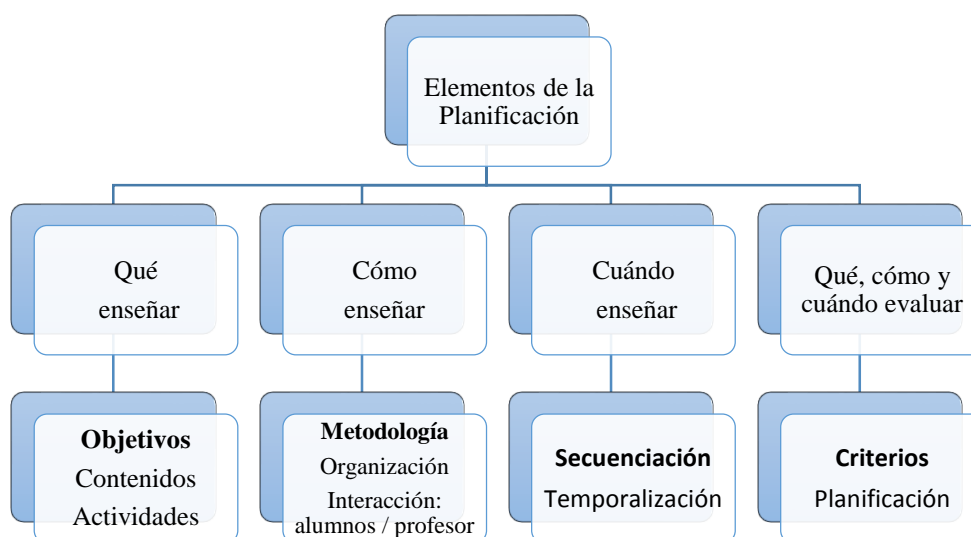 Elementos de la
Planificación
Qué
enseñar
Cómo
enseñar
Cuándo
enseñar
Qué, cómo y
cuándo evaluar
Objetivos
Contenidos
Actividades
Metodología
Organización
Interacción:
alumnos / profesor
Secuenciación
Temporalización
Criterios
Planificación